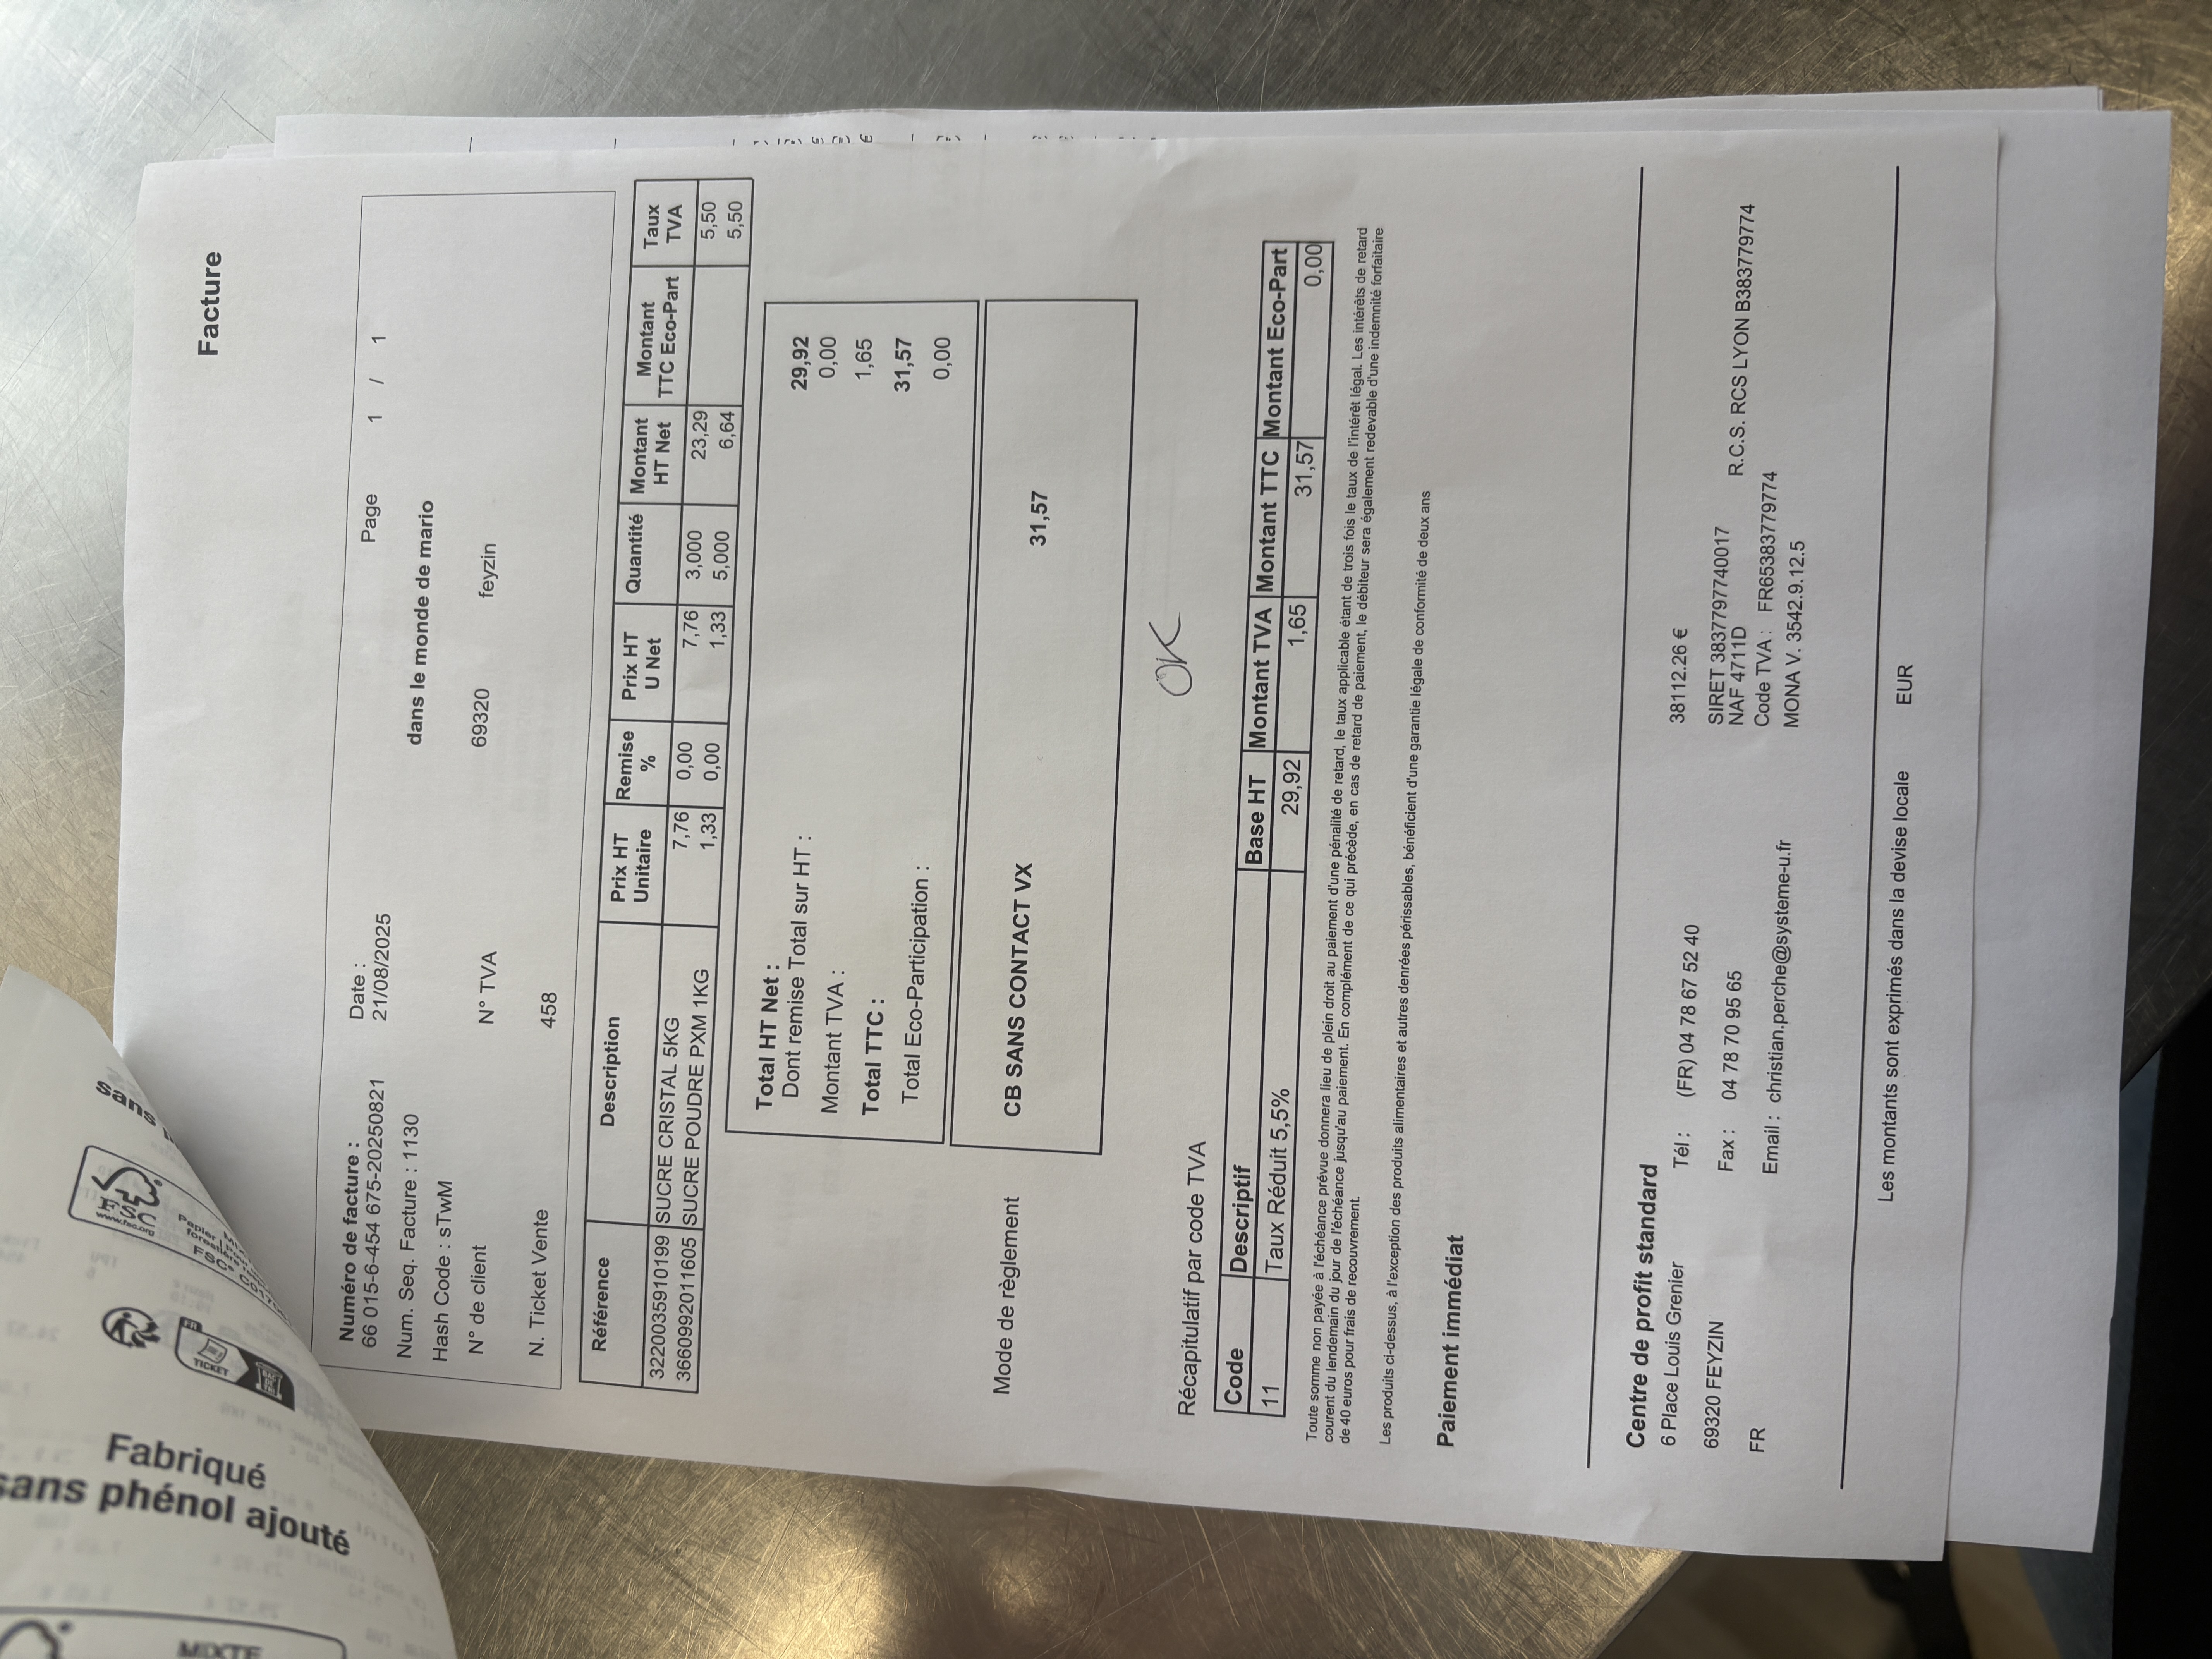 sans phénol ajouté
Fabriqué
MIXTE
TICKET
FR
FSC
www.fsc.org
sans
Facture
Numéro de facture :
66 015-6-454 675-20250821
Date :
21/08/2025
Page 1 / 1
Num. Seq. Facture : 1130
dans le monde de mario
Hash Code : sTwM
N° de client
N° TVA
69320 feyzin
N. Ticket Vente 458
Référence Description Prix HT Unitaire Remise % Prix HT U Net Quantité Montant HT Net Montant TTC Eco-Part Taux TVA
3220035910199 SUCRE CRISTAL 5KG 7,76 0,00 7,76 3,000 23,29 5,50
3660992011605 SUCRE POUDRE PXM 1KG 1,33 0,00 1,33 5,000 6,64 5,50
Total HT Net : 29,92
Dont remise Total sur HT : 0,00
Montant TVA : 1,65
Total TTC : 31,57
Total Eco-Participation : 0,00
Mode de règlement
CB SANS CONTACT VX 31,57
OK
Récapitulatif par code TVA
Code Descriptif Base HT Montant TVA Montant TTC Montant Eco-Part
11 Taux Réduit 5,5% 29,92 1,65 31,57 0,00
Toute somme non payée à l'échéance prévue donnera lieu de plein droit au paiement d'une pénalité de retard, le taux applicable étant de trois fois le taux de l'intérêt légal. Les intérêts de retard
courent du lendemain du jour de l'échéance jusqu'au paiement. En complément de ce qui précède, en cas de retard de paiement, le débiteur sera également redevable d'une indemnité forfaitaire
de 40 euros pour frais de recouvrement.
Les produits ci-dessus, à l'exception des produits alimentaires et autres denrées périssables, bénéficient d'une garantie légale de conformité de deux ans
Paiement immédiat
Centre de profit standard
6 Place Louis Grenier
69320 FEYZIN
FR
Tél : (FR) 04 78 67 52 40
Fax : 04 78 70 95 65
Email : christian.perche@systeme-u.fr
38112.26 €
SIRET 3837797740017
NAF 4711D
R.C.S. RCS LYON B383779774
Code TVA : FR65383779774
MONA V. 3542.9.12.5
Les montants sont exprimés dans la devise locale EUR